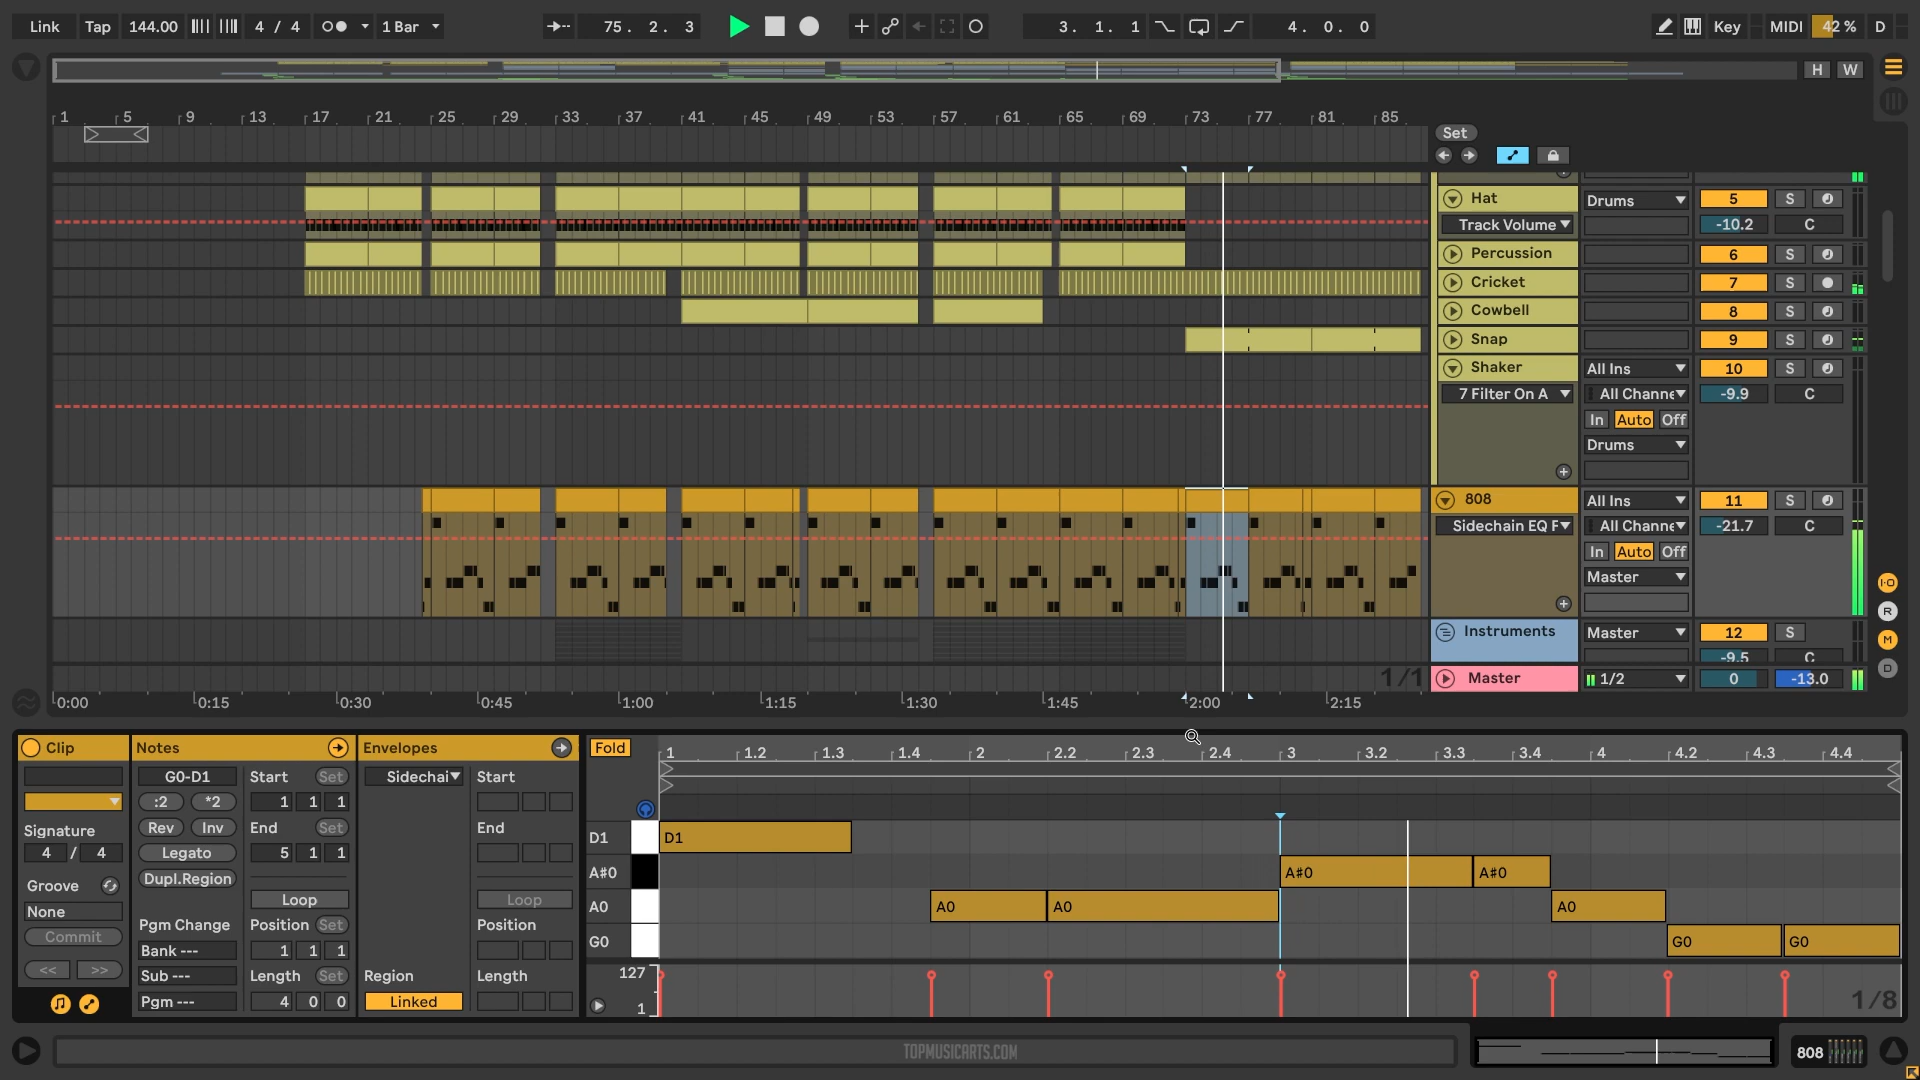 Link Tap 144.00 4 / 4 1 Bar 75. 2. 3 3. 1. 1 4. 0. 0 Key MIDI 42 % D
H W
1 5 9 13 17 21 25 29 33 37 41 45 49 53 57 61 65 69 73 77 81 85
Set
Hat Drums 5 S
Track Volume -10.2 C
Percussion 6 S
Cricket 7 S
Cowbell 8 S
Snap 9 S
Shaker All Ins 10 S
7 Filter On A All Channe -9.9 C
In Auto Off
Drums
808 All Ins 11 S
Sidechain EQ F All Channe -21.7 C
In Auto Off
Master
Instruments Master 12 S
-9.5 C
1/1 Master 1/2 0 -13.0
0:00 0:15 0:30 0:45 1:00 1:15 1:30 1:45 2:00 2:15
I·O
R
M
D
Clip Notes Envelopes Fold 1 1.2 1.3 1.4 2 2.2 2.3 2.4 3 3.2 3.3 3.4 4 4.2 4.3 4.4
G0-D1 Start Set Sidechai Start
:2 *2 1 1 1
Signature Rev Inv End Set End
4 / 4 Legato 5 1 1
Groove Dupl.Region
None Loop Loop
Commit Pgm Change Position Set Position
Bank --- 1 1 1
<< >> Sub --- Length Set Region Length
Pgm --- 4 0 0 Linked
D1 D1
A#0 A#0 A#0
A0 A0 A0 A0
G0 G0 G0
127
1 1/8
TOPMUSICARTS.COM 808